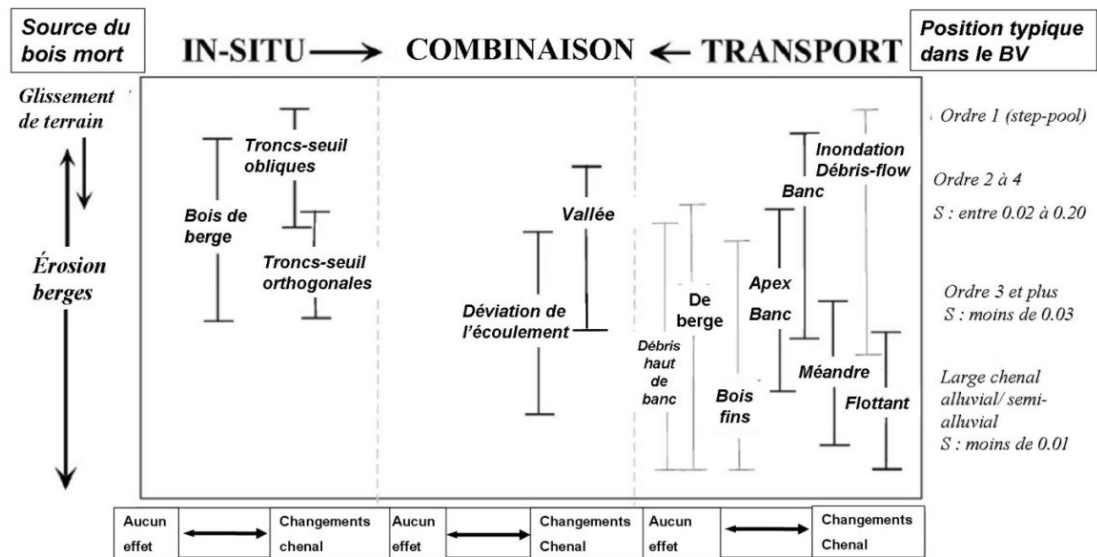 Source du
bois mort
IN-SITU
COMBINAISON
TRANSPORT
Position typique
dans le BV
Glissement
de terrain
Érosion
berges
Troncs-seuil
obliques
Bois de
berge
Troncs-seuil
orthogonales
Vallée
Déviation de
l'écoulement
Inondation
Débris-flow
Banc
De
berge
Apex
Banc
Débris
haut
de
banc
Bois
fins
Méandre
Flottant
Ordre 1 (step-pool)
Ordre 2 à 4
S : entre 0.02 à 0.20
Ordre 3 et plus
S : moins de 0.03
Large chenal
alluvial/ semi-
alluvial
S : moins de 0.01
Aucun
effet
Changements
chenal
Aucun
effet
Changements
Chenal
Aucun
effet
Changements
Chenal